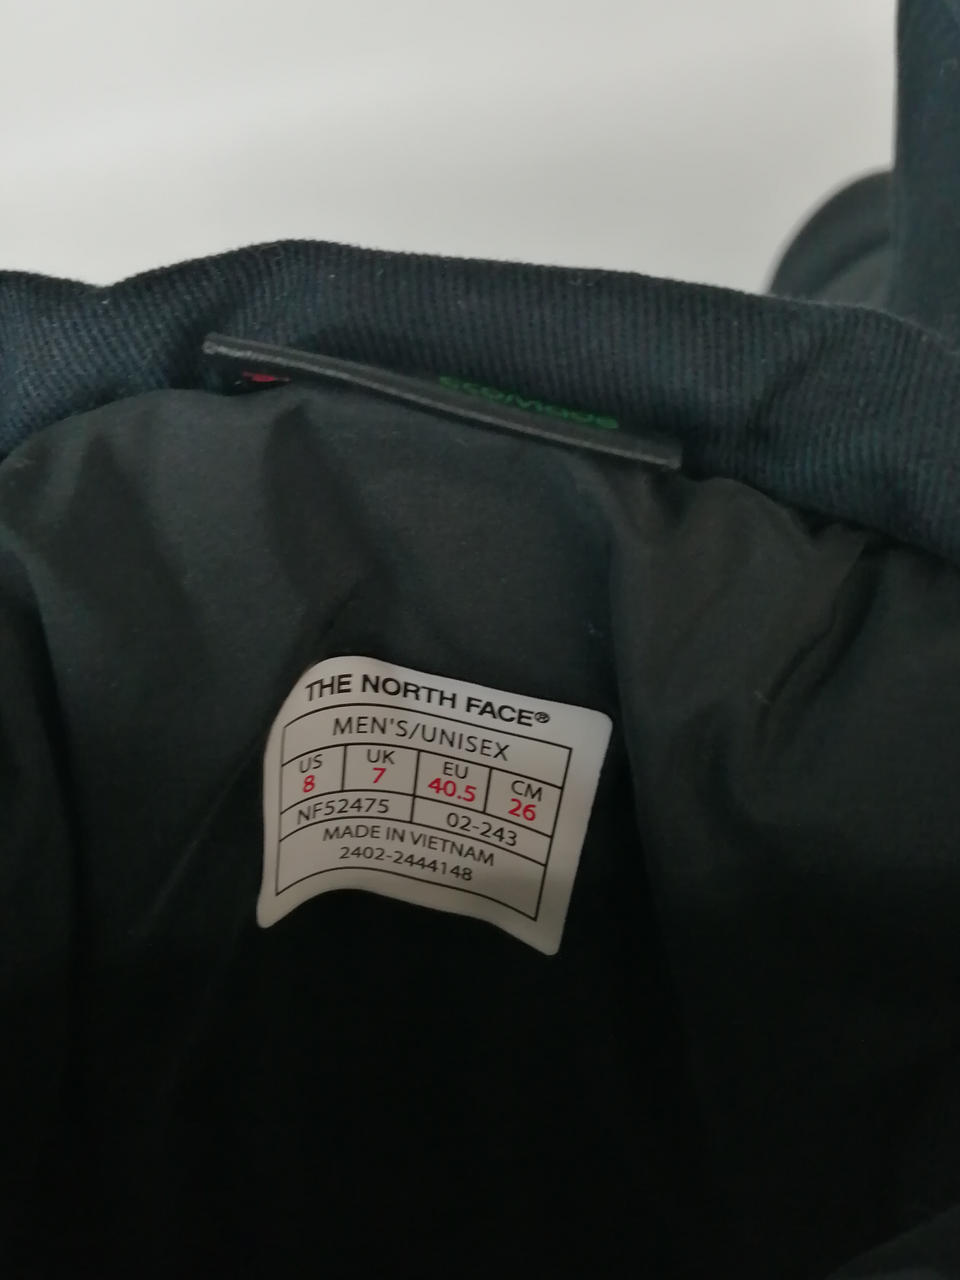 THE NORTH FACE®
MEN'S/UNISEX
US UK EU CM
8 7 40.5 26
NF52475 02-243
MADE IN VIETNAM
2402-2444148